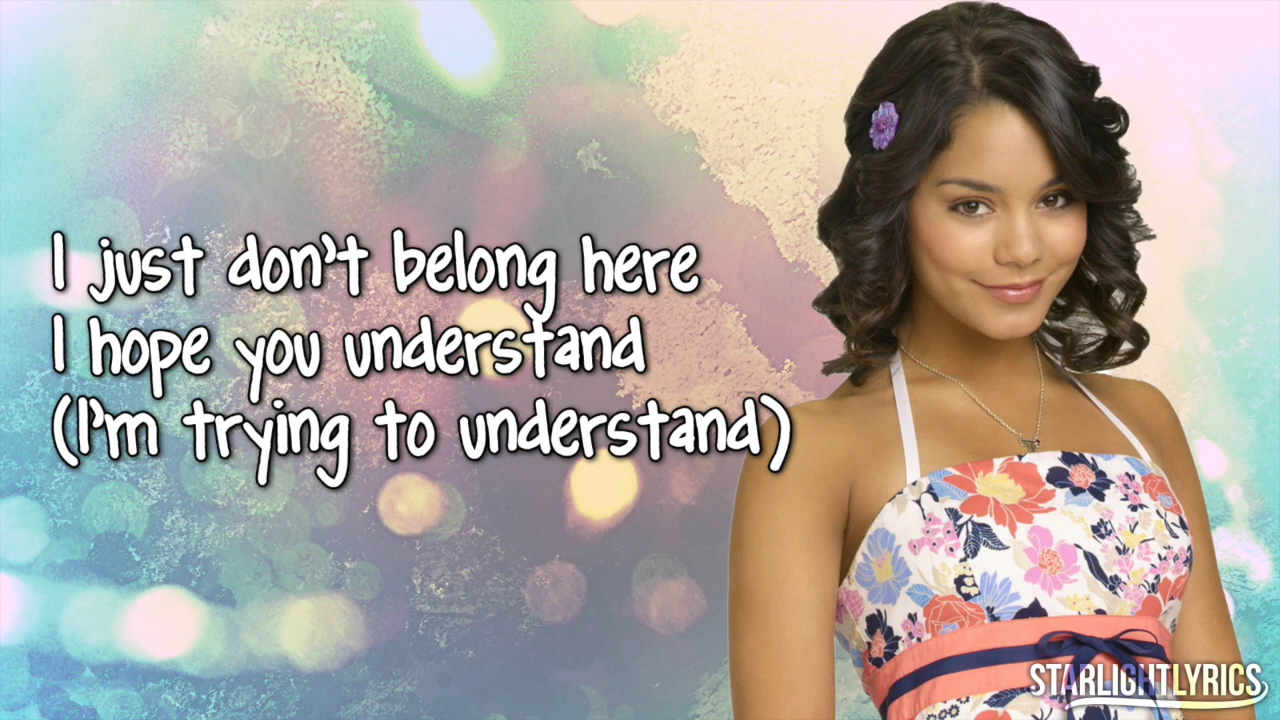 I just don't belong here
I hope you understand
(I'm trying to understand)
STARLIGHTLYRICS